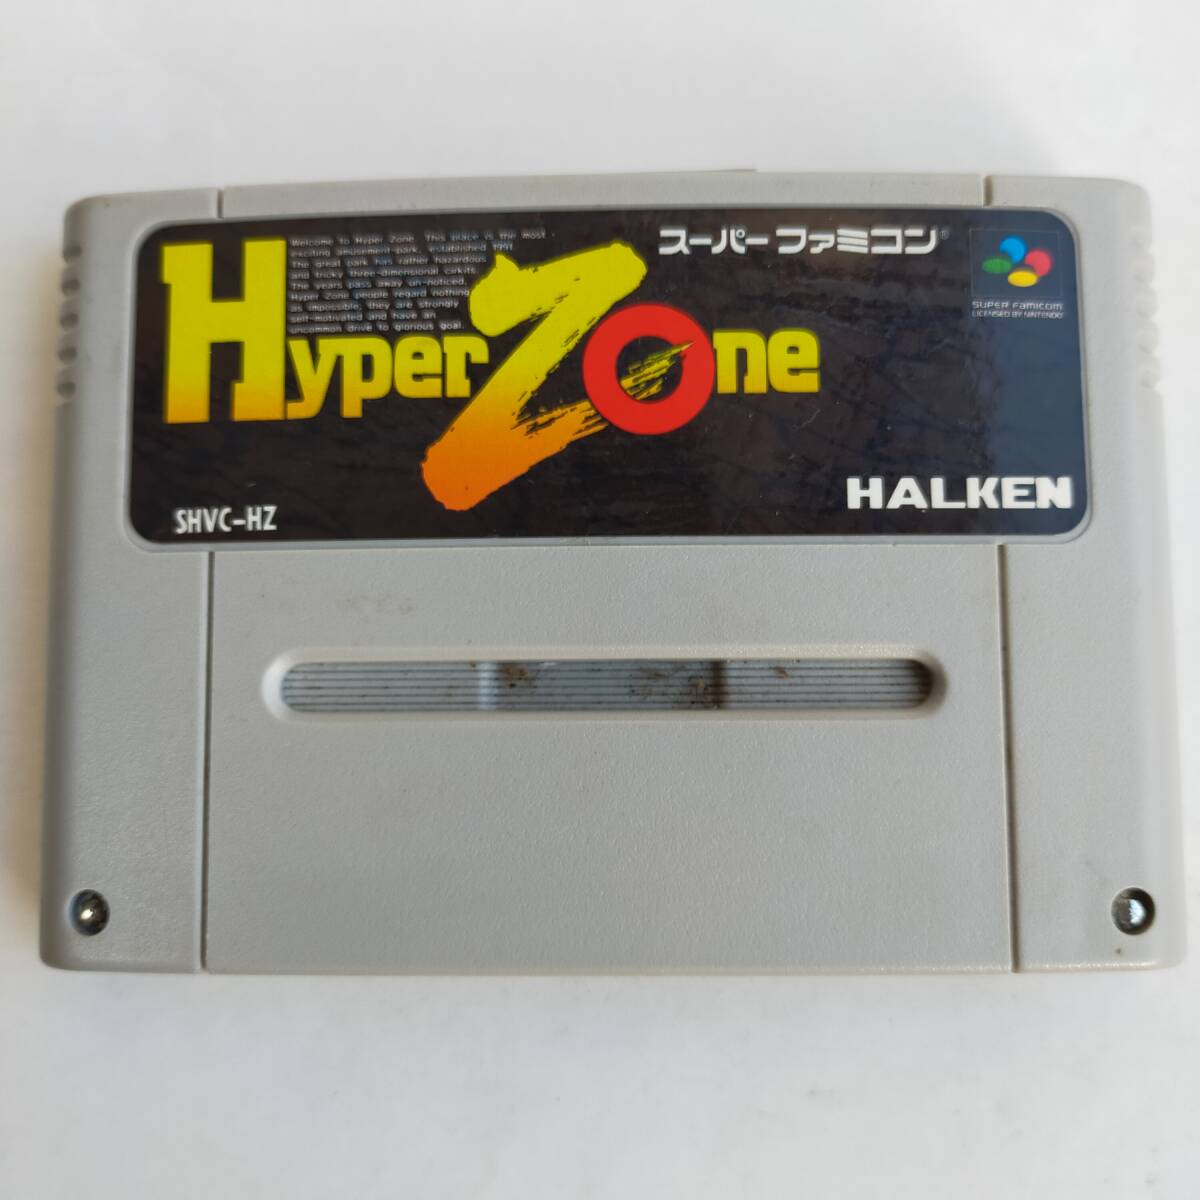 Welcome to Hyper Zone. This place is the most
exciting amusement-park, established 1991.
The great park has rather hazardous
and tricky three-dimensional cirkits.
The years pass away un-noticed.
Hyper Zone people regard nothing
as impossible; they are strongly
self-motivated and have an
uncommon drive to glorious goal.
Hyper Zone
スーパーファミコン®
SUPER FAMICOM
LICENSED BY NINTENDO
HALKEN
SHVC-HZ